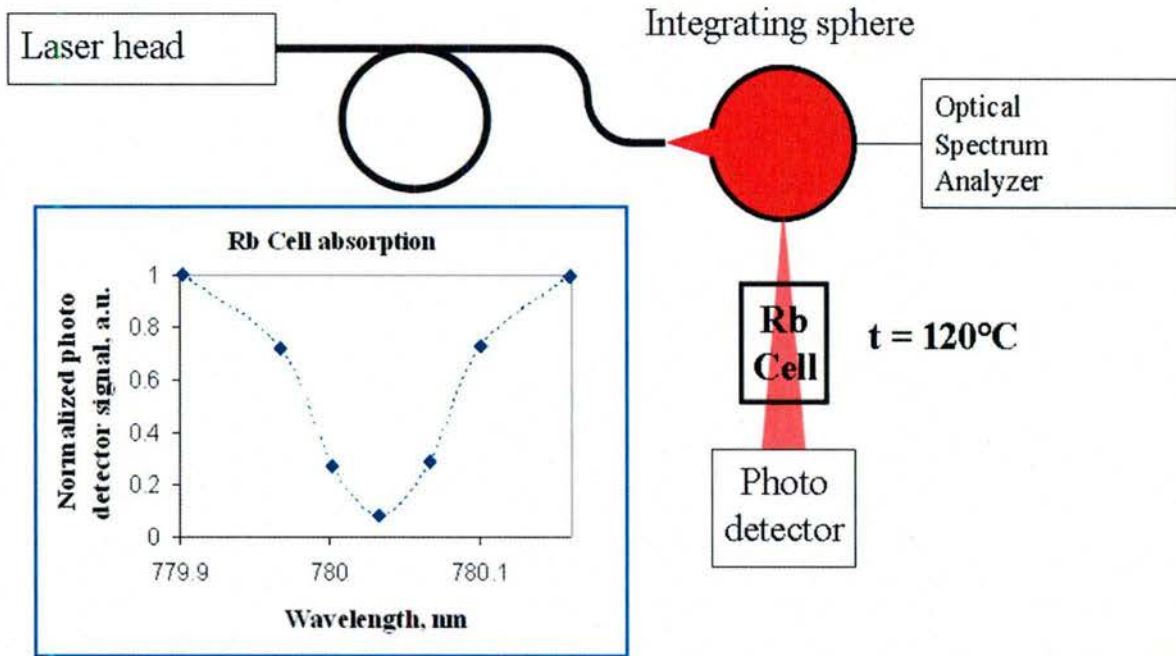 Laser head
Integrating sphere
Optical
Spectrum
Analyzer
Rb Cell absorption
Normalized photo
detector signal, a.u.
1
0.8
0.6
0.4
0.2
0
779.9
780
780.1
Wavelength, nm
Rb
Cell
t = 120°C
Photo
detector